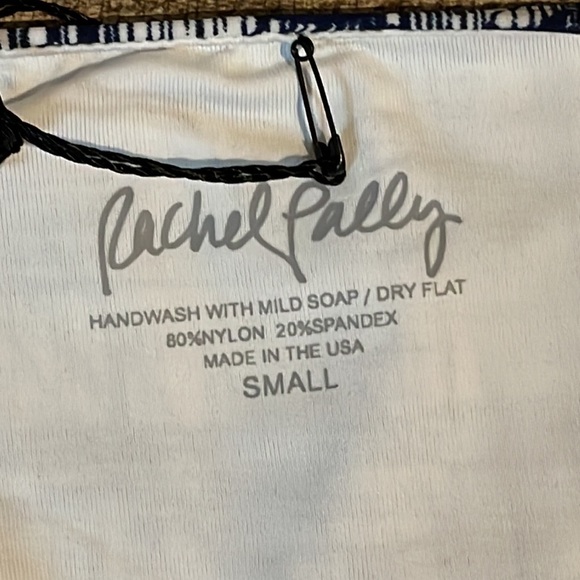 Rachel Pally
HANDWASH WITH MILD SOAP / DRY FLAT
80%NYLON 20%SPANDEX
MADE IN THE USA
SMALL